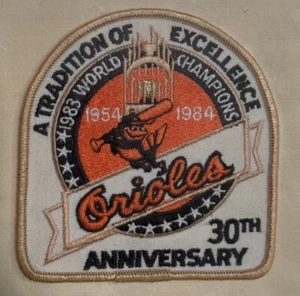 A TRADITION OF EXCELLENCE
1983 WORLD CHAMPIONS
1954 1984
Orioles
30TH
ANNIVERSARY